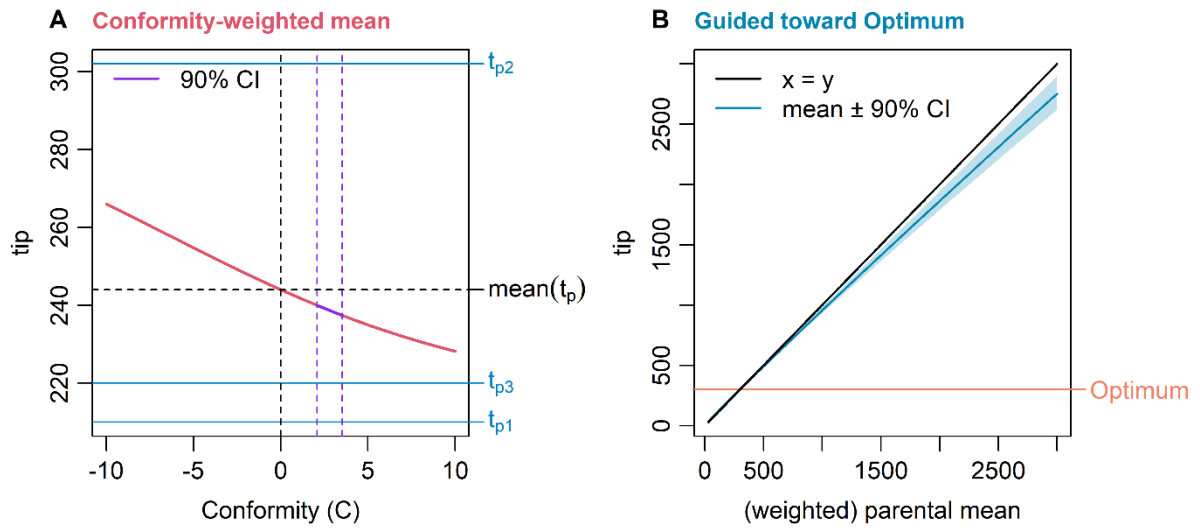 A Conformity-weighted mean
90% CI
t_p2
mean(t_p)
t_p3
t_p1
300
280
260
240
220
tip
-10 -5 0 5 10
Conformity (C)
B Guided toward Optimum
x = y
mean ± 90% CI
Optimum
2500
1500
500
0
tip
0 500 1500 2500
(weighted) parental mean